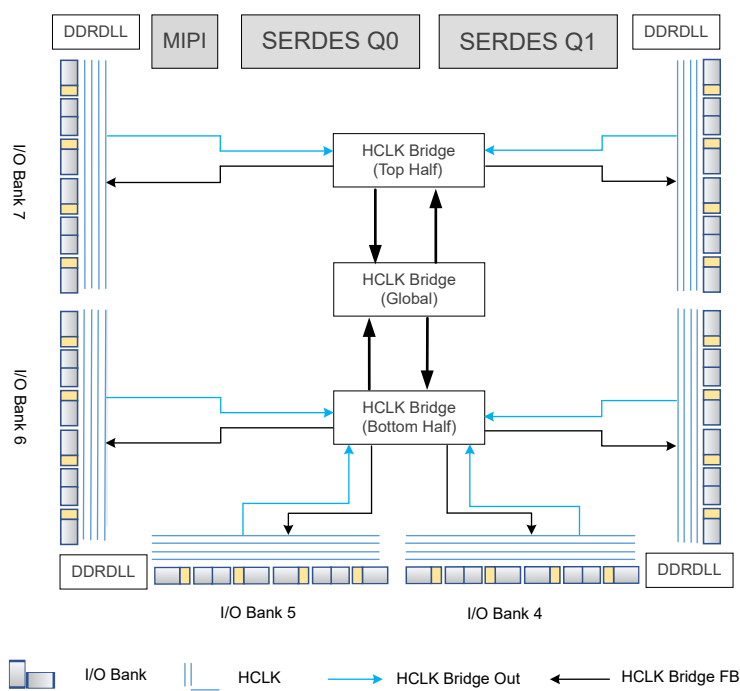 DDRDLL
MIPI
SERDES Q0
SERDES Q1
DDRDLL
I/O Bank 7
HCLK Bridge
(Top Half)
HCLK Bridge
(Global)
I/O Bank 6
HCLK Bridge
(Bottom Half)
DDRDLL
DDRDLL
I/O Bank 5
I/O Bank 4
I/O Bank
HCLK
HCLK Bridge Out
HCLK Bridge FB